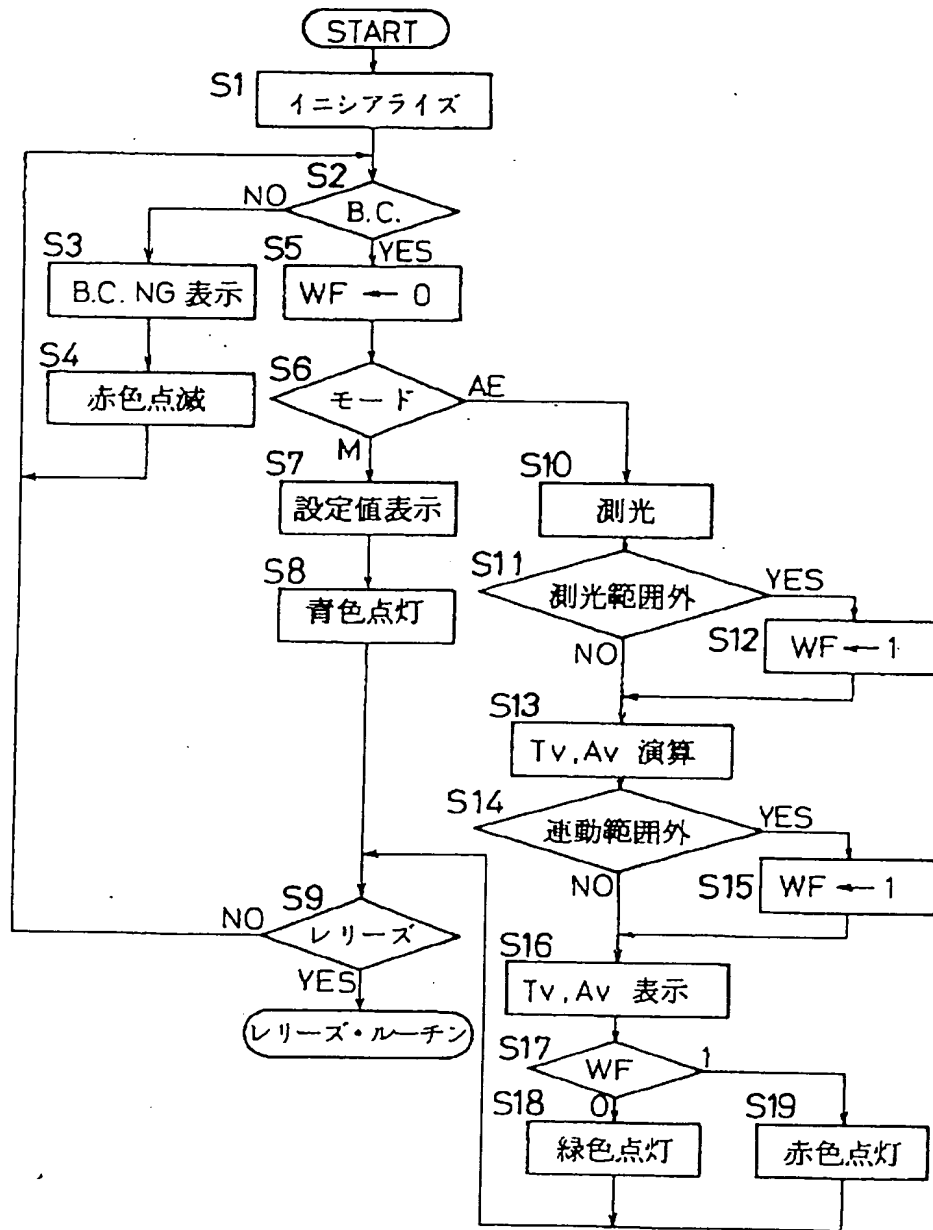 START
S1
イニシアライズ
S2
B.C.
NO
YES
S3
B.C. NG 表示
S4
赤色点滅
S5
WF ← 0
S6
モード
AE
M
S7
設定値表示
S8
青色点灯
S10
測光
S11
測光範囲外
YES
NO
S12
WF ← 1
S13
Tv, Av 演算
S14
連動範囲外
YES
NO
S15
WF ← 1
S9
レリーズ
NO
YES
レリーズ・ルーチン
S16
Tv, Av 表示
S17
WF
1
0
S18
緑色点灯
S19
赤色点灯